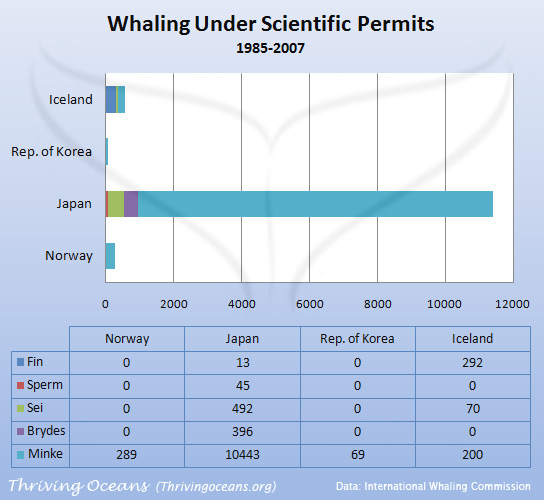 Whaling Under Scientific Permits
1985-2007
Iceland
Rep. of Korea
Japan
Norway
0 2000 4000 6000 8000 10000 12000
Norway Japan Rep. of Korea Iceland
Fin 0 13 0 292
Sperm 0 45 0 0
Sei 0 492 0 70
Brydes 0 396 0 0
Minke 289 10443 69 200
Thriving Oceans (Thrivingoceans.org) Data: International Whaling Commission